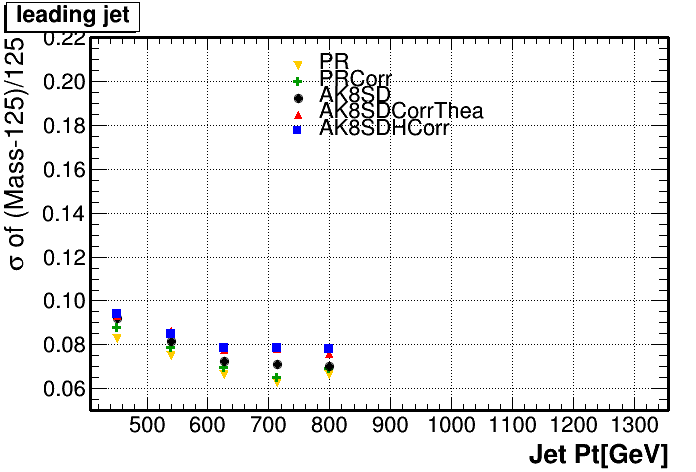 leading jet
σ of (Mass-125)/125
0.22
0.20
0.18
0.16
0.14
0.12
0.10
0.08
0.06
PR
PRCorr
AK8SD
AK8SDCorrThea
AK8SDHCorr
500 600 700 800 900 1000 1100 1200 1300
Jet Pt[GeV]